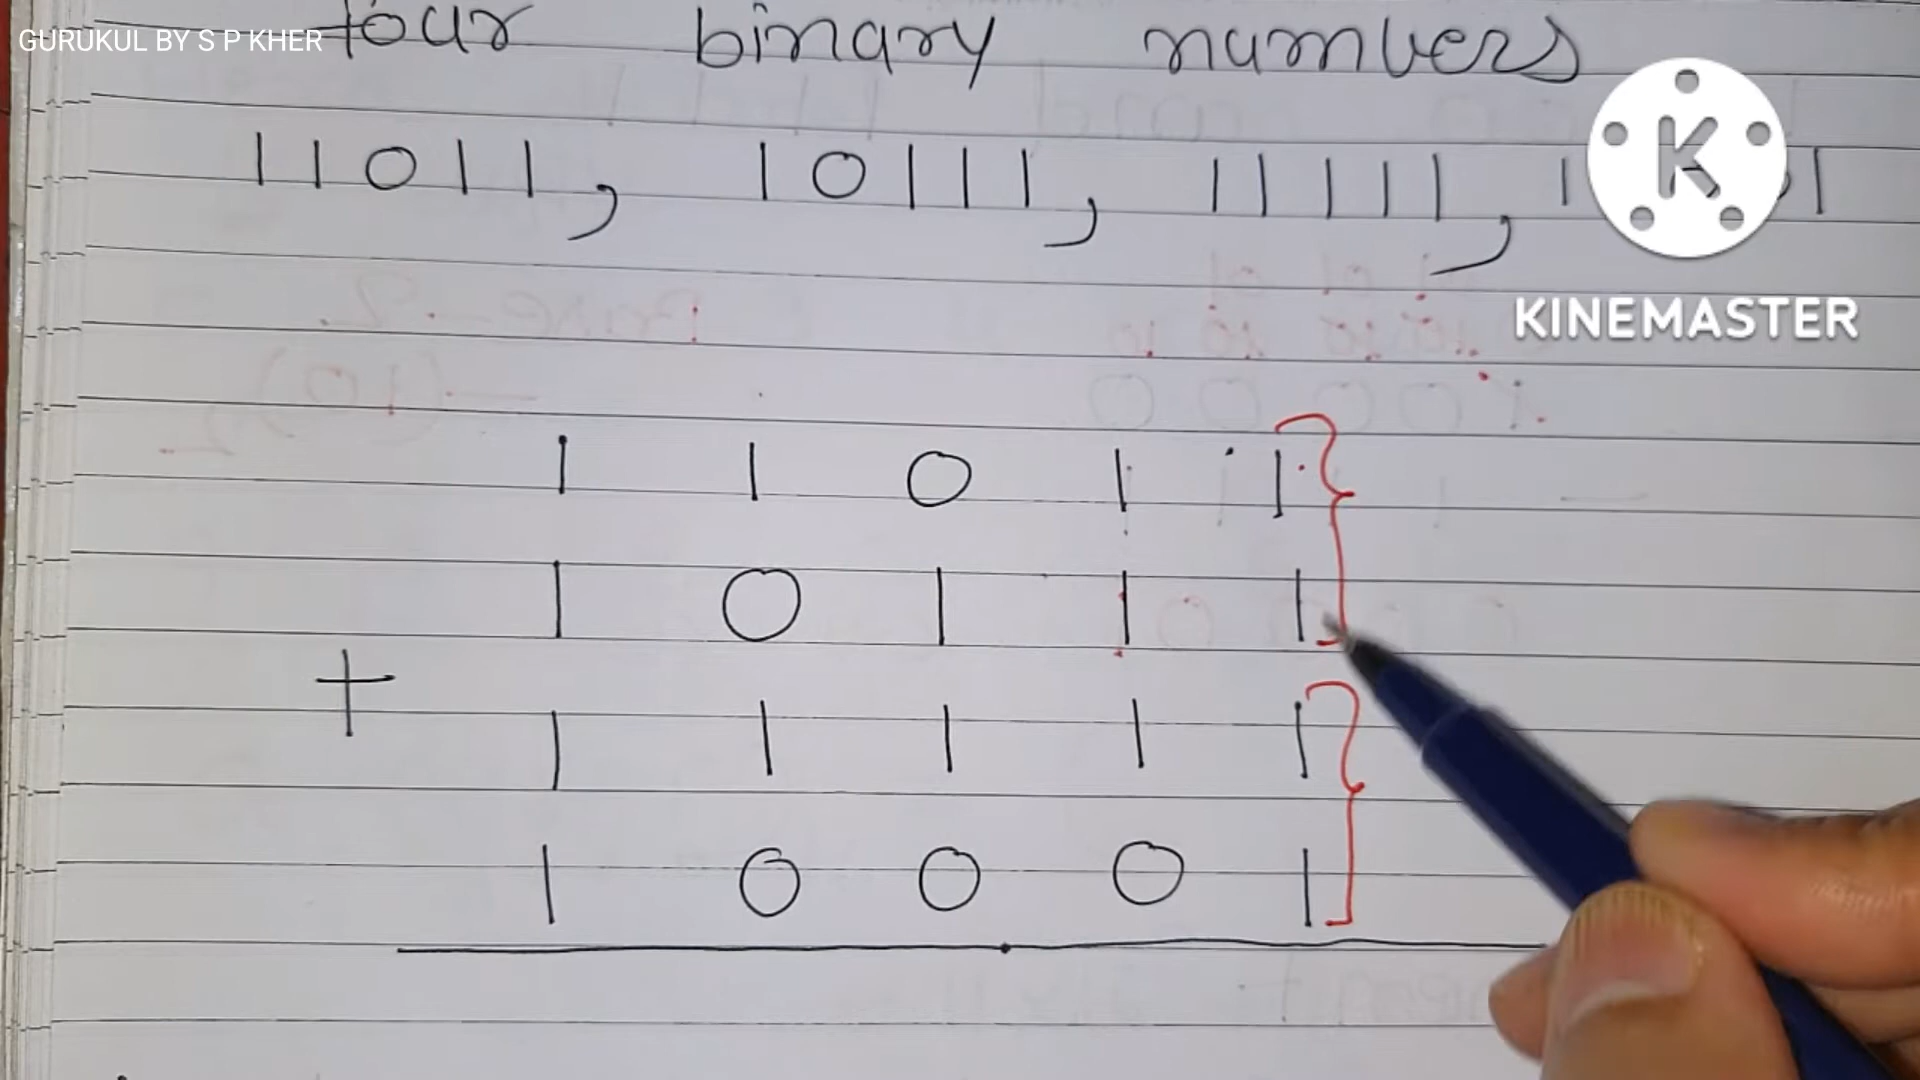 GURUKUL BY S P KHER
four binary numbers
11011, 10111, 11111, 1
K
KINEMASTER
1 1 0 1 1
1 0 1 1 1
+
1 1 1 1 1
1 0 0 0 1